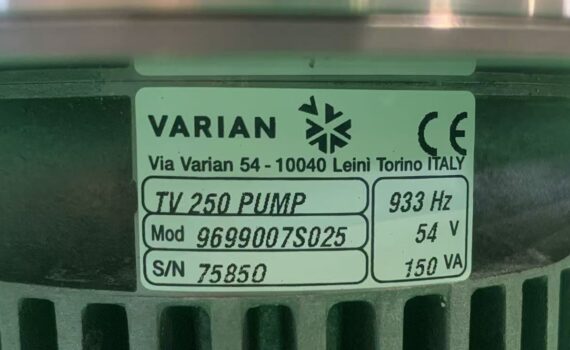 VARIAN CE
Via Varian 54 - 10040 Leinì Torino ITALY
TV 250 PUMP 933 Hz
Mod 9699007S025 54 V
S/N 75850 150 VA